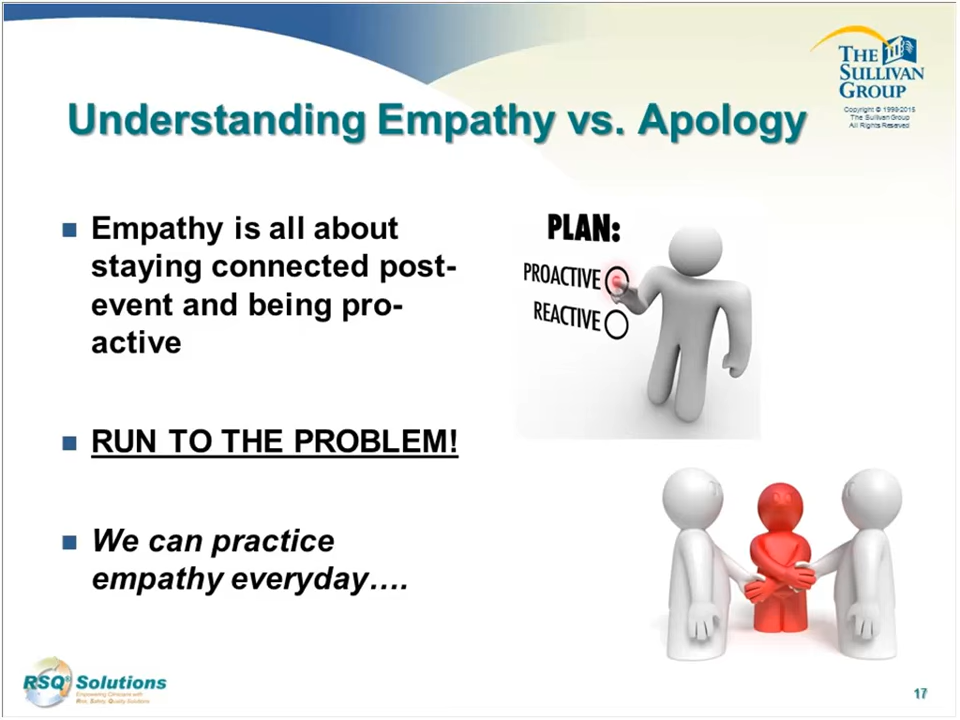 THE
SULLIVAN
GROUP
Copyright © 1998-2015
The Sullivan Group
All Rights Reserved
Understanding Empathy vs. Apology
Empathy is all about
staying connected post-
event and being pro-
active
RUN TO THE PROBLEM!
We can practice
empathy everyday….
PLAN:
PROACTIVE
REACTIVE
RSQ® Solutions
Empowering Clinicians with
Risk, Safety, Quality Solutions
17